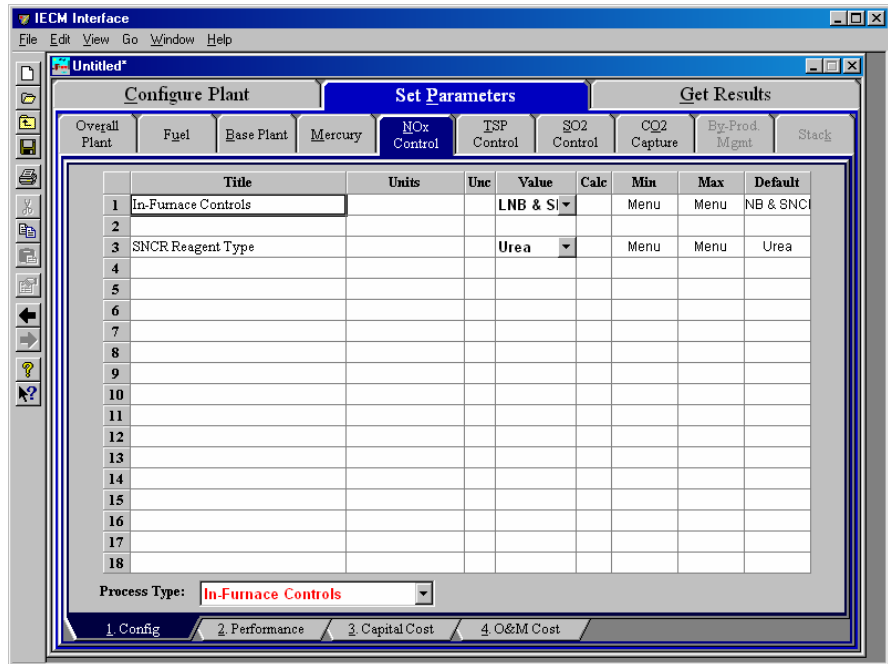 IECM Interface
File Edit View Go Window Help
Untitled*
Configure Plant Set Parameters Get Results
Overall Plant Fuel Base Plant Mercury NOx Control TSP Control SO2 Control CO2 Capture By-Prod. Mgmt Stack
Title Units Unc Value Calc Min Max Default
1 In-Furnace Controls LNB & S Menu Menu NB & SNC
2
3 SNCR Reagent Type Urea Menu Menu Urea
4
5
6
7
8
9
10
11
12
13
14
15
16
17
18
Process Type: In-Furnace Controls
1. Config 2. Performance 3. Capital Cost 4. O&M Cost